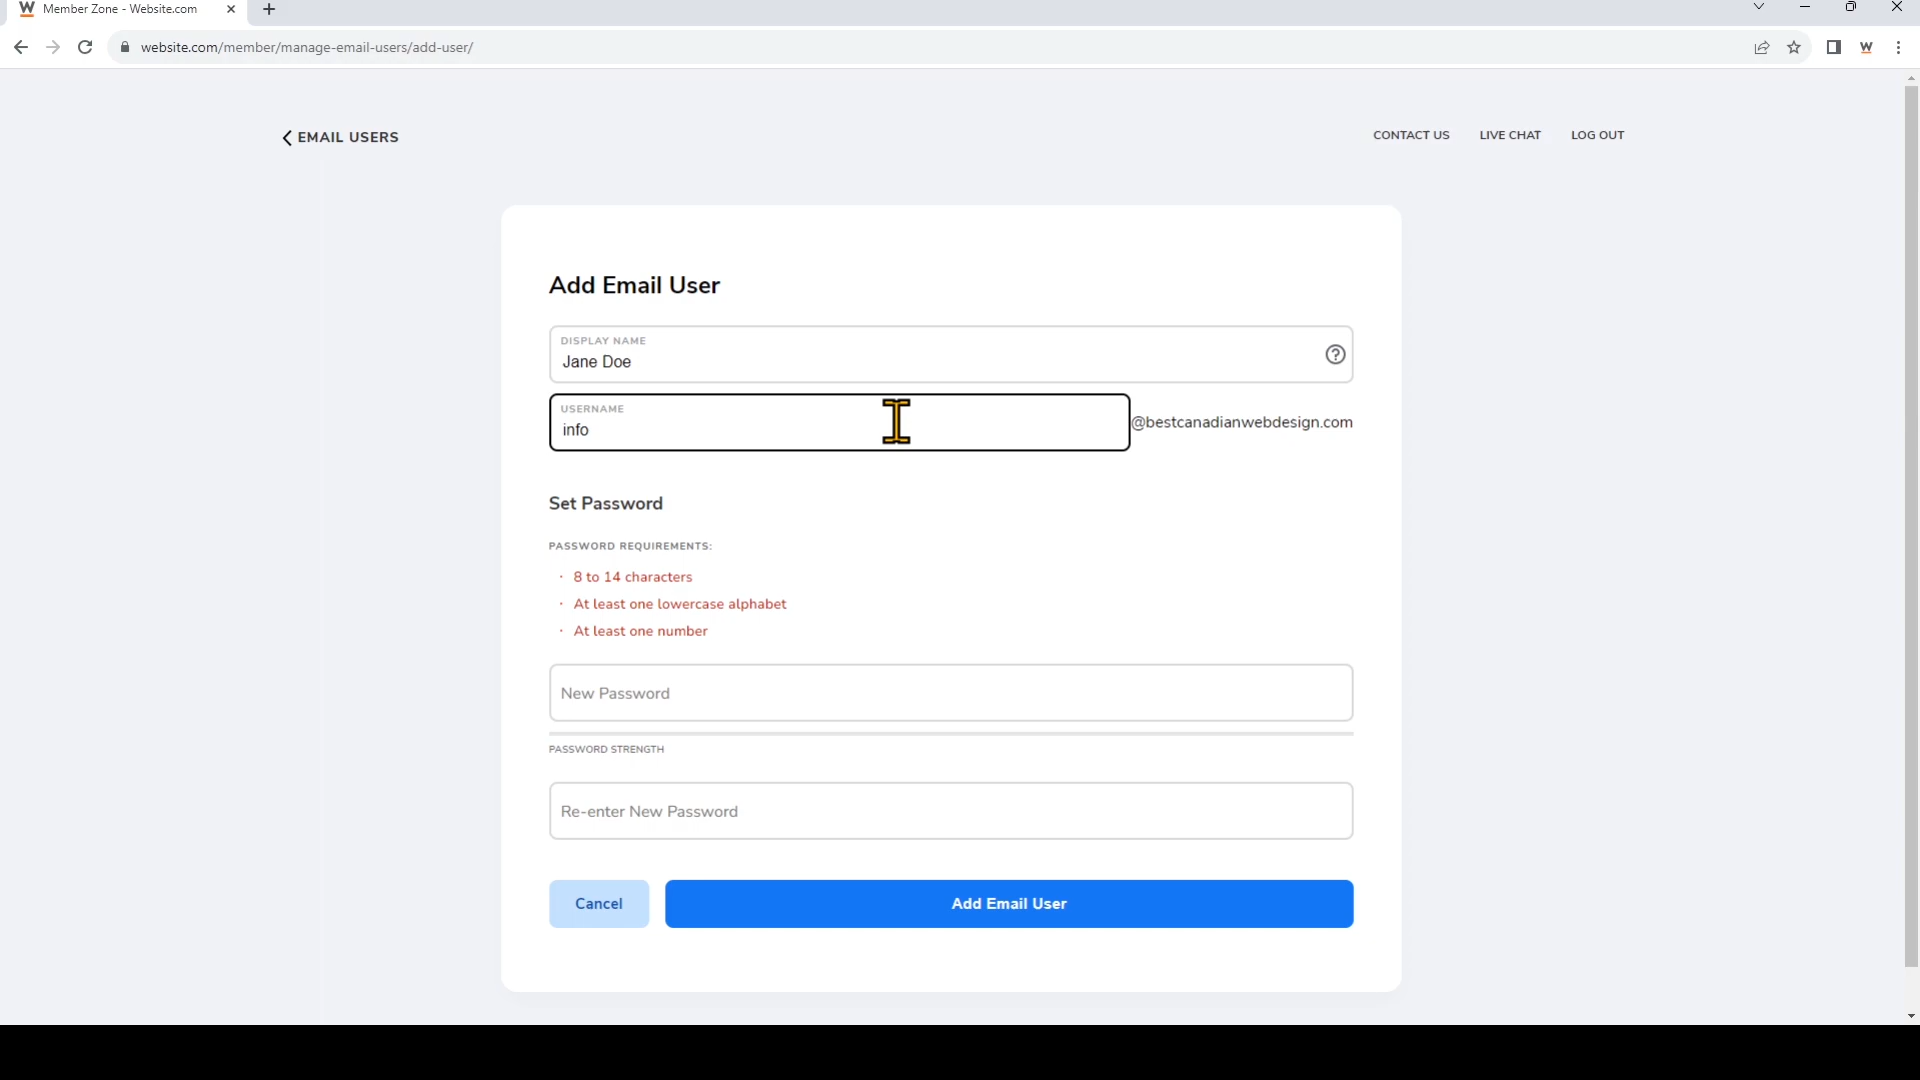 Member Zone - Website.com
website.com/member/manage-email-users/add-user/
EMAIL USERS
CONTACT US LIVE CHAT LOG OUT
Add Email User
DISPLAY NAME
Jane Doe
USERNAME
info
@bestcanadianwebdesign.com
Set Password
PASSWORD REQUIREMENTS:
· 8 to 14 characters
· At least one lowercase alphabet
· At least one number
New Password
PASSWORD STRENGTH
Re-enter New Password
Cancel Add Email User